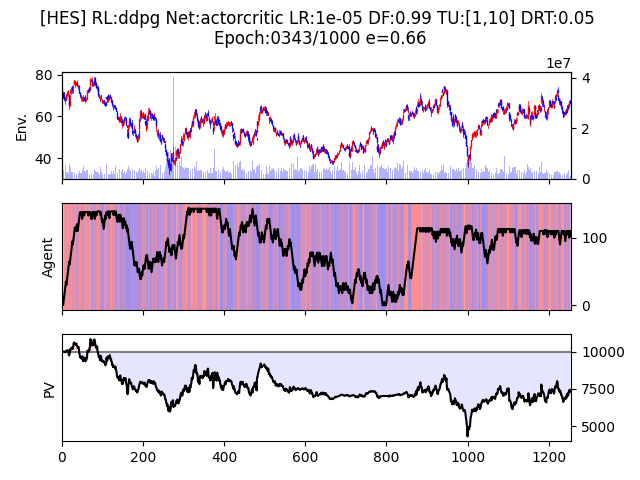 [HES] RL:ddpg Net:actorcritic LR:1e-05 DF:0.99 TU:[1,10] DRT:0.05
Epoch:0343/1000 e=0.66
1e7
80
60
40
Env.
4
2
0
Agent
100
0
PV
10000
7500
5000
0 200 400 600 800 1000 1200